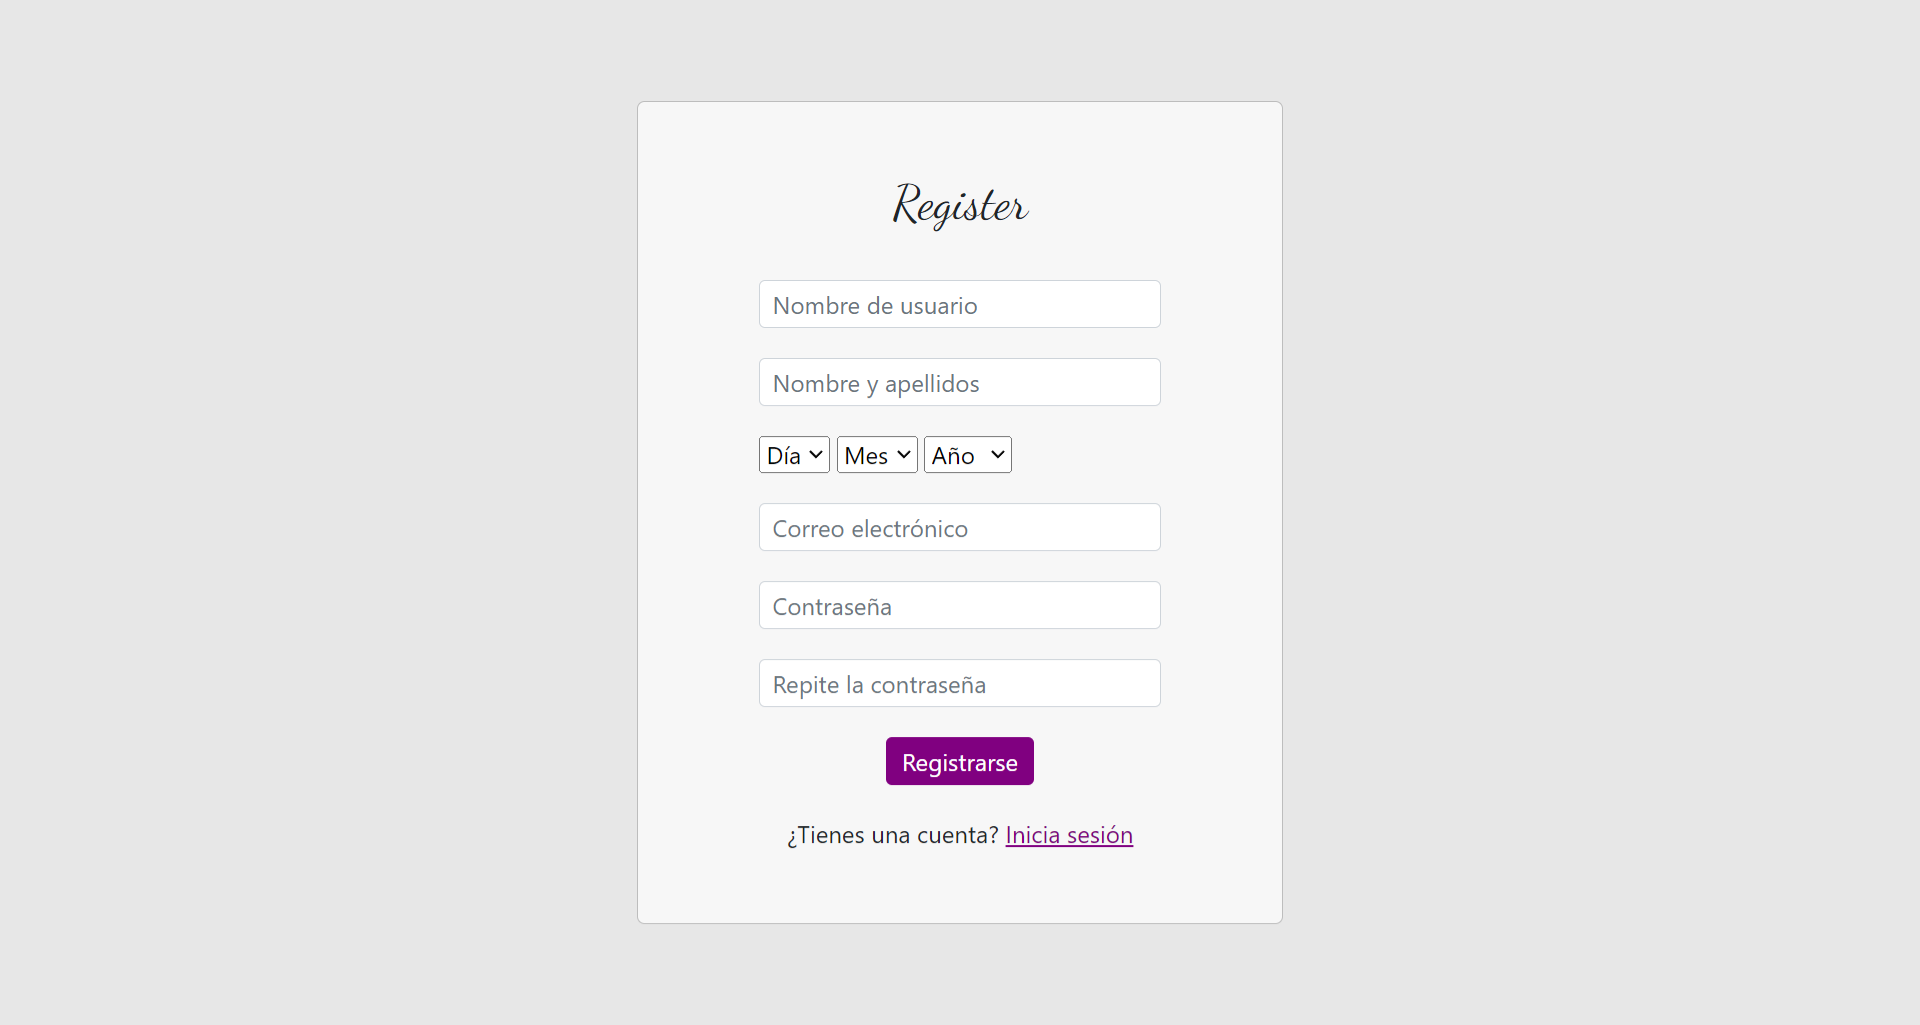 Register
Nombre de usuario
Nombre y apellidos
Día Mes Año
Correo electrónico
Contraseña
Repite la contraseña
Registrarse
¿Tienes una cuenta? Inicia sesión